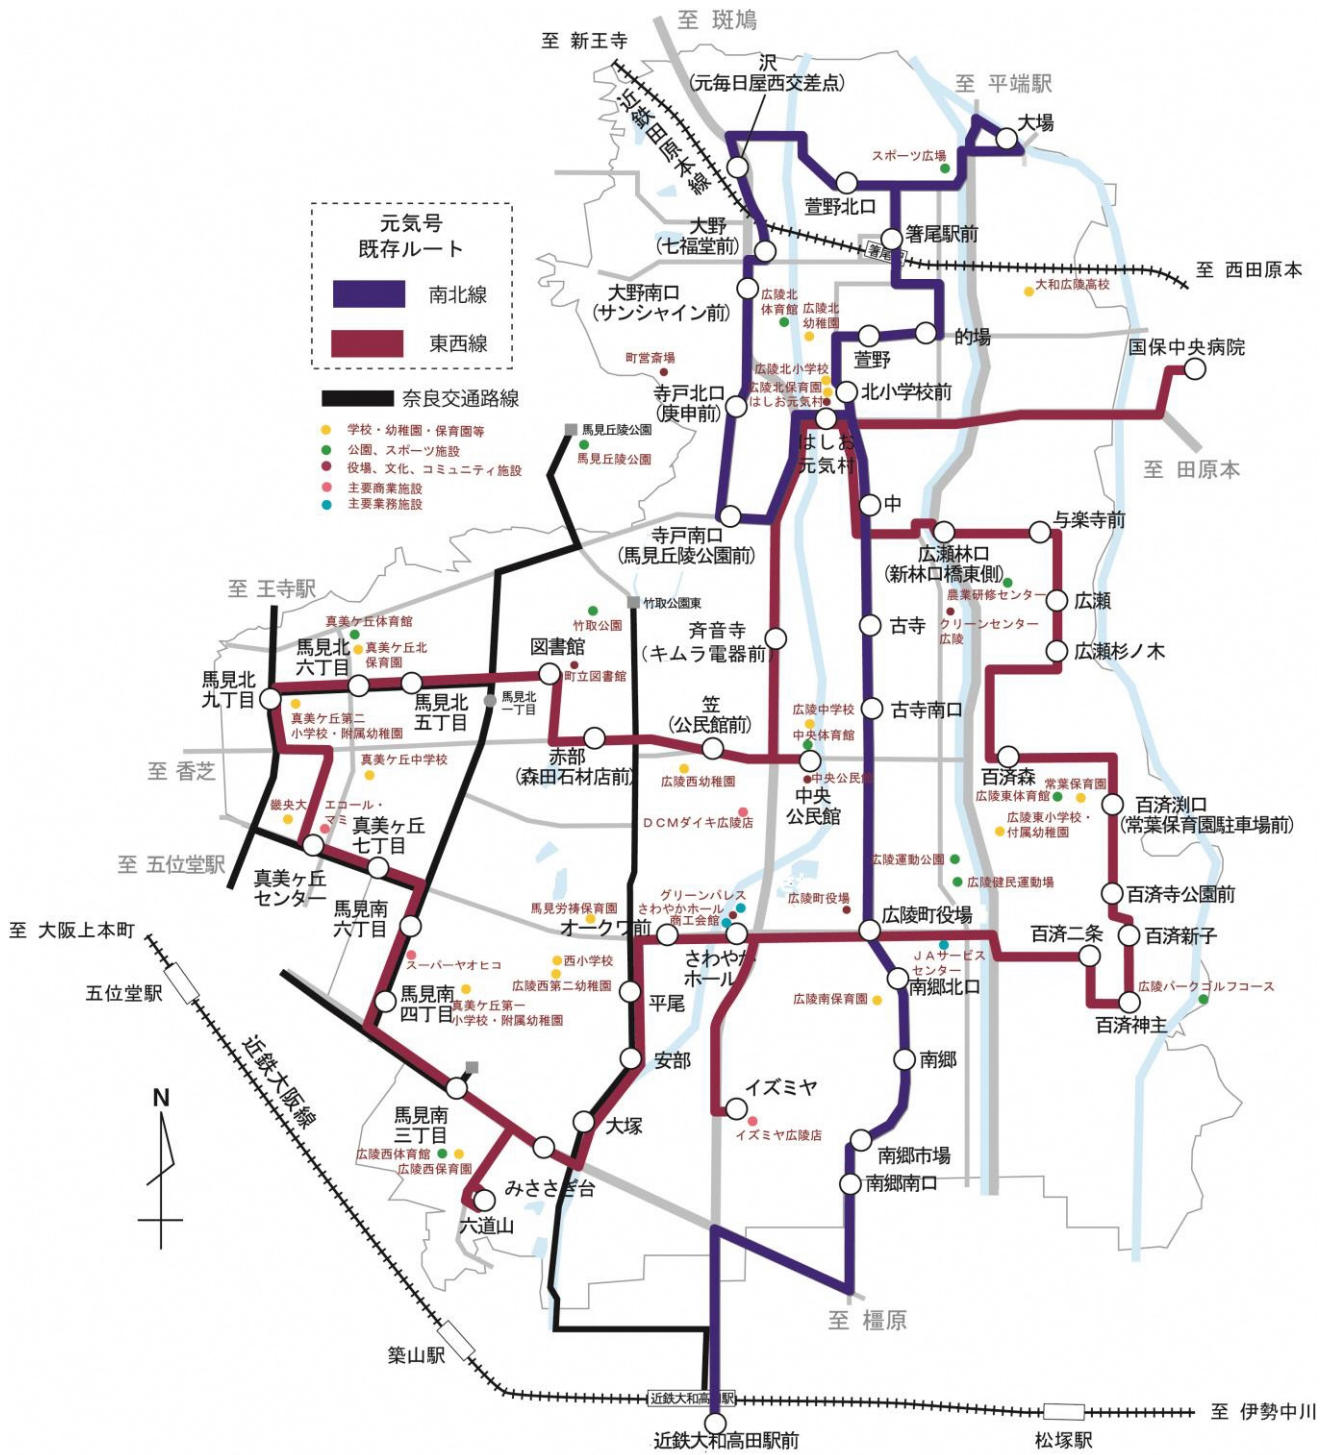 至 斑鳩
至 新王寺
沢
(元毎日屋西交差点)
近鉄田原本線
至 平端駅
大場
スポーツ広場
萱野北口
大野
(七福堂前)
箸尾駅前
至 西田原本
元気号
既存ルート
南北線
東西線
奈良交通路線
学校・幼稚園・保育園等
公園、スポーツ施設
役場、文化、コミュニティ施設
主要商業施設
主要業務施設
大野南口
(サンシャイン前)
広陵北
体育館
広陵北
幼稚園
大和広陵高校
萱野
的場
国保中央病院
町営斎場
広陵北小学校
広陵北保育園
はしお元気村
北小学校前
寺戸北口
(庚申前)
馬見丘陵公園
馬見丘陵公園
はしお
元気村
至 田原本
中
寺戸南口
(馬見丘陵公園前)
広瀬林口
(新林口橋東側)
与楽寺前
至 王寺駅
竹取公園東
竹取公園
農業研修センター
クリーンセンター
広陵
広瀬
真美ケ丘体育館
真美ケ丘北
保育園
馬見北
六丁目
図書館
町立図書館
斉音寺
(キムラ電器前)
古寺
広瀬杉ノ木
馬見北
九丁目
馬見北
五丁目
馬見北
一丁目
真美ケ丘第二
小学校・附属幼稚園
笠
(公民館前)
広陵中学校
中央体育館
古寺南口
至 香芝
真美ケ丘中学校
赤部
(森田石材店前)
広陵西幼稚園
中央公民館
中央
公民館
百済森
常葉保育園
広陵東体育館
広陵東小学校・
付属幼稚園
百済渕口
(常葉保育園駐車場前)
畿央大
エコール・
マミ
真美ヶ丘
七丁目
DCMダイキ広陵店
至 五位堂駅
真美ヶ丘
センター
広陵運動公園
広陵健民運動場
百済寺公園前
馬見南
六丁目
馬見労祷保育園
グリーンパレス
さわやかホール
商工会館
広陵町役場
広陵町役場
至 大阪上本町
オークワ前
さわやか
ホール
百済二条
百済新子
JAサービス
センター
スーパーヤオヒコ
西小学校
広陵西第二幼稚園
五位堂駅
馬見南
四丁目
真美ケ丘第一
小学校・附属幼稚園
平尾
広陵南保育園
南郷北口
広陵パークゴルフコース
百済神主
近鉄大阪線
安部
南郷
N
イズミヤ
イズミヤ広陵店
馬見南
三丁目
大塚
広陵西体育館
広陵西保育園
南郷市場
みささぎ台
南郷南口
六道山
至 橿原
築山駅
近鉄大和高田駅
近鉄大和高田駅前
松塚駅
至 伊勢中川